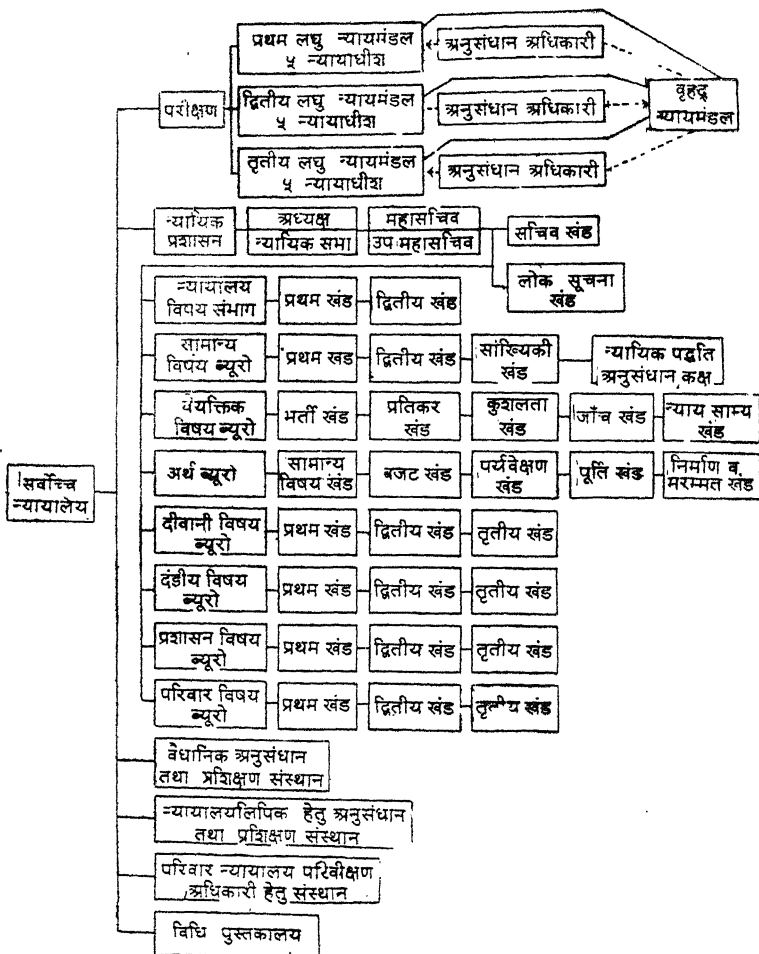 प्रथम लघु न्यायमंडल
५ न्यायाधीश
अनुसंधान अधिकारी
परीक्षण
द्वितीय लघु न्यायमंडल
५ न्यायाधीश
अनुसंधान अधिकारी
वृहद्
न्यायमंडल
तृतीय लघु न्यायमंडल
५ न्यायाधीश
अनुसंधान अधिकारी
न्यायिक
प्रशासन
अध्यक्ष
न्यायिक सभा
महासचिव
उप महासचिव
सचिव खंड
लोक सूचना
खंड
न्यायालय
विषय संभाग
प्रथम खंड
द्वितीय खंड
सामान्य
विषय ब्यूरो
प्रथम खंड
द्वितीय खंड
सांख्यिकी
खंड
न्यायिक पद्धति
अनुसंधान कक्ष
वैयक्तिक
विषय ब्यूरो
भर्ती खंड
प्रतिकर
खंड
कुशलता
खंड
जाँच खंड
न्याय साम्य
खंड
सर्वोच्च
न्यायालेय
अर्थ ब्यूरो
सामान्य
विषय खंड
बजट खंड
पर्यवेक्षण
खंड
पूर्ति खंड
निर्माण व
मरम्मत खंड
दीवानी विषय
ब्यूरो
प्रथम खंड
द्वितीय खंड
तृतीय खंड
दंडीय विषय
ब्यूरो
प्रथम खंड
द्वितीय खंड
तृतीय खंड
प्रशासन विषय
ब्यूरो
प्रथम खंड
द्वितीय खंड
तृतीय खंड
परिवार विषय
ब्यूरो
प्रथम खंड
द्वितीय खंड
तृतीय खंड
वैधानिक अनुसंधान
तथा प्रशिक्षण संस्थान
न्यायालयलिपिक हेतु अनुसंधान
तथा प्रशिक्षण संस्थान
परिवार न्यायालय परिवीक्षण
अधिकारी हेतु संस्थान
विधि पुस्तकालय